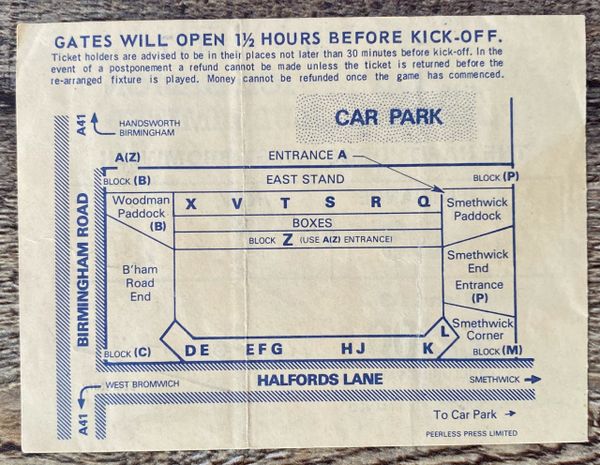 GATES WILL OPEN 1½ HOURS BEFORE KICK-OFF.
Ticket holders are advised to be in their places not later than 30 minutes before kick-off. In the
event of a postponement a refund cannot be made unless the ticket is returned before the
re-arranged fixture is played. Money cannot be refunded once the game has commenced.
CAR PARK
A41
HANDSWORTH
BIRMINGHAM
A(Z)
ENTRANCE A
BLOCK (B)
EAST STAND
BLOCK (P)
Woodman
Paddock
(B)
X V T S R Q
Smethwick
Paddock
BOXES
BLOCK Z (USE A(Z) ENTRANCE)
BIRMINGHAM ROAD
B'ham
Road
End
Smethwick
End
Entrance
(P)
Smethwick
Corner
L
BLOCK (C)
D E E F G H J K
BLOCK (M)
A41
WEST BROMWICH
HALFORDS LANE
SMETHWICK
To Car Park
PEERLESS PRESS LIMITED